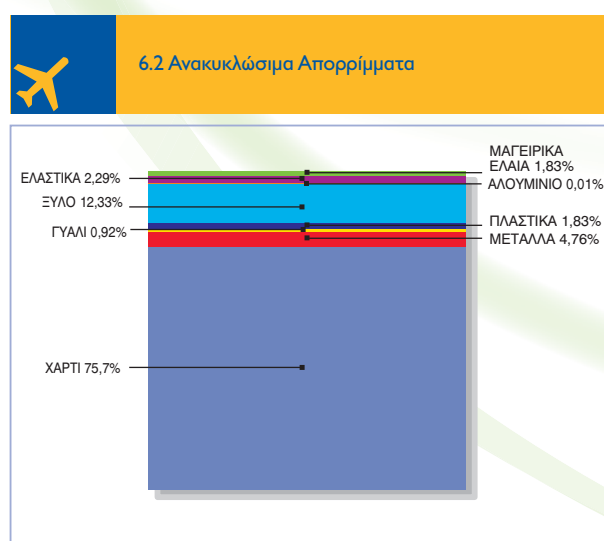 6.2 Ανακυκλώσιμα Απορρίμματα
ΜΑΓΕΙΡΙΚΑ
ΕΛΑΙΑ 1,83%
ΕΛΑΣΤΙΚΑ 2,29%
ΑΛΟΥΜΙΝΙΟ 0,01%
ΞΥΛΟ 12,33%
ΠΛΑΣΤΙΚΑ 1,83%
ΓΥΑΛΙ 0,92%
ΜΕΤΑΛΛΑ 4,76%
ΧΑΡΤΙ 75,7%